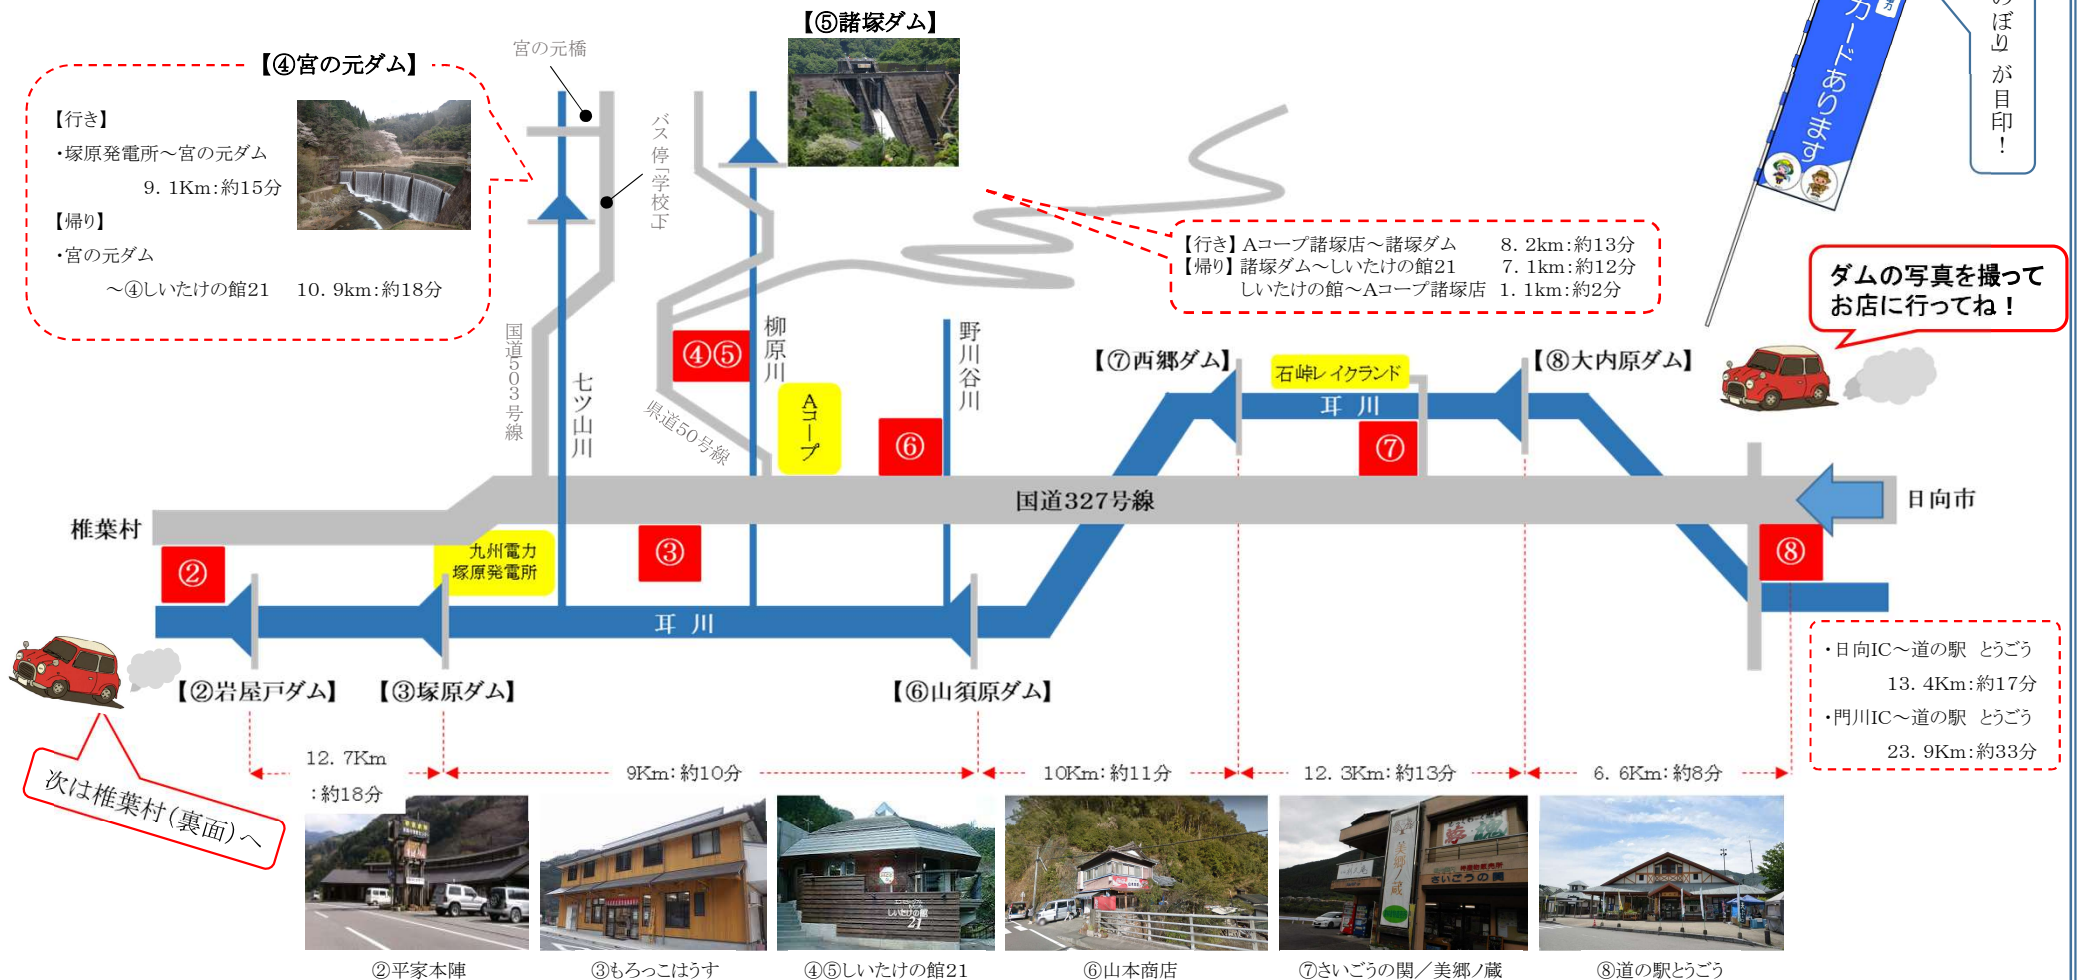 【⑤諸塚ダム】
宮の元橋
【④宮の元ダム】
【行き】
・塚原発電所～宮の元ダム
9. 1Km:約15分
【帰り】
・宮の元ダム
～④しいたけの館21 10. 9km:約18分
バス停「学校下」
のぼり」が目印！
カードあります
【行き】Aコープ諸塚店～諸塚ダム 8. 2km:約13分
【帰り】諸塚ダム～しいたけの館21 7. 1km:約12分
しいたけの館～Aコープ諸塚店 1. 1km:約2分
ダムの写真を撮って
お店に行ってね！
国道503号線
七ツ山川
④⑤
柳原川
県道50号線
Aコープ
野川谷川
⑥
【⑦西郷ダム】
石峠レイクランド
耳川
⑦
【⑧大内原ダム】
国道327号線
日向市
椎葉村
②
九州電力
塚原発電所
③
⑧
耳川
【②岩屋戸ダム】
【③塚原ダム】
【⑥山須原ダム】
・日向IC～道の駅 とうごう
13. 4Km:約17分
・門川IC～道の駅 とうごう
23. 9Km:約33分
次は椎葉村(裏面)へ
12. 7Km
:約18分
9Km:約10分
10Km:約11分
12. 3Km:約13分
6. 6Km:約8分
しいたけの館
21
美郷ノ蔵
さいごうの関
②平家本陣
③もろっこはうす
④⑤しいたけの館21
⑥山本商店
⑦さいごうの関／美郷ノ蔵
⑧道の駅とうごう